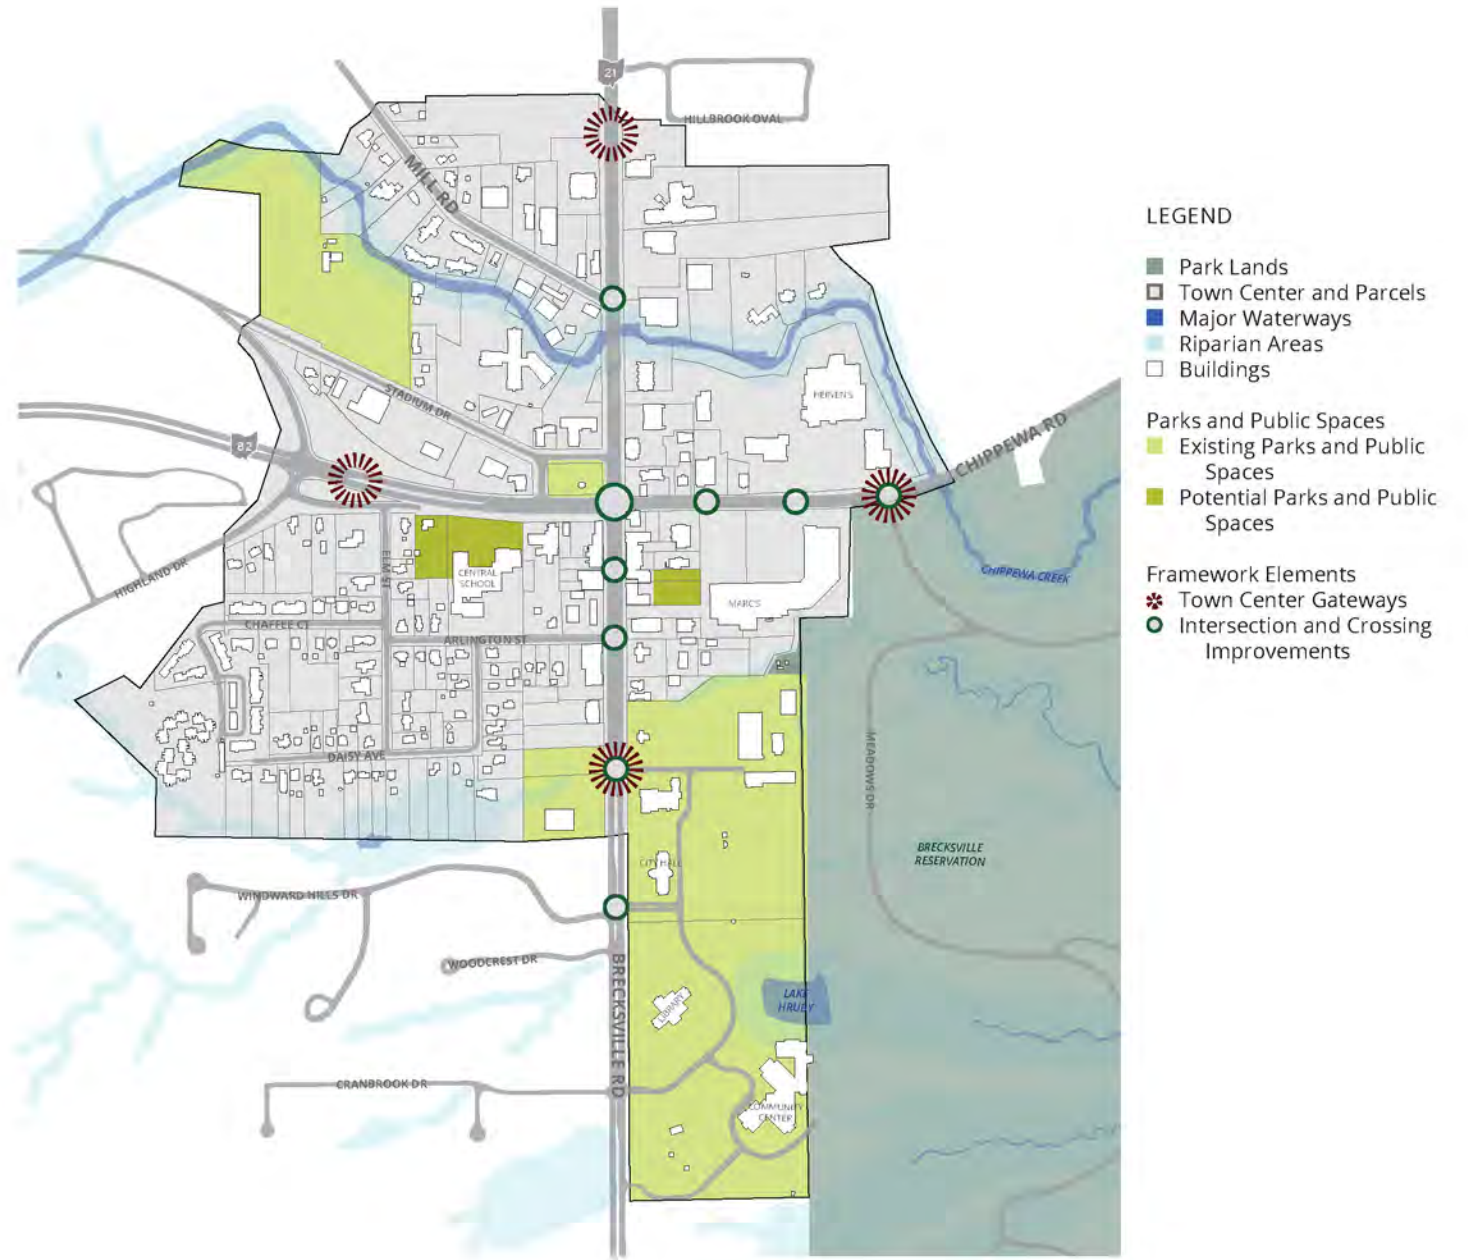 21
HILLBROOK OVAL
MILL RD
LEGEND
Park Lands
Town Center and Parcels
Major Waterways
Riparian Areas
Buildings
Parks and Public Spaces
Existing Parks and Public
Spaces
Potential Parks and Public
Spaces
Framework Elements
Town Center Gateways
Intersection and Crossing
Improvements
STADIUM DR
HEINEN'S
82
CHIPPEWA RD
HIGHLAND DR
ELM ST
CENTRAL
SCHOOL
CHIPPEWA CREEK
MARC'S
CHAFFEE CT
ARLINGTON ST
DAISY AVE
MEADOWS DR
BRECKSVILLE
RESERVATION
CITY HALL
WINDWARD HILLS DR
WOODCREST DR
BRECKSVILLE RD
LIBRARY
LAKE
HRUBY
CRANBROOK DR
COMMUNITY
CENTER